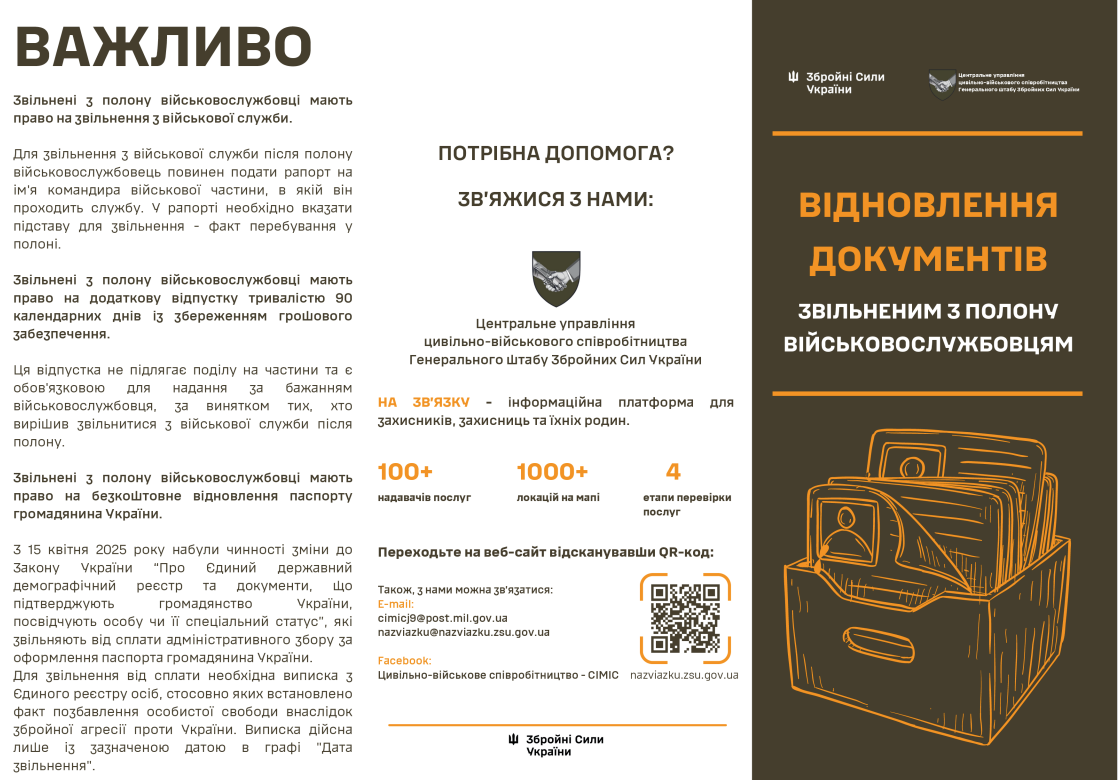 ВАЖЛИВО
Звільнені з полону військовослужбовці мають
право на звільнення з військової служби.
Для звільнення з військової служби після полону
військовослужбовець повинен подати рапорт на
ім'я командира військової частини, в якій він
проходить службу. У рапорті необхідно вказати
підставу для звільнення - факт перебування у
полоні.
Звільнені з полону військовослужбовці мають
право на додаткову відпустку тривалістю 90
календарних днів із збереженням грошового
забезпечення.
Ця відпустка не підлягає поділу на частини та є
обов'язковою для надання за бажанням
військовослужбовця, за винятком тих, хто
вирішив звільнитися з військової служби після
полону.
Звільнені з полону військовослужбовці мають
право на безкоштовне відновлення паспорту
громадянина України.
З 15 квітня 2025 року набули чинності зміни до
Закону України “Про Єдиний державний
демографічний реєстр та документи, що
підтверджують громадянство України,
посвідчують особу чи її спеціальний статус”, які
звільняють від сплати адміністративного збору за
оформлення паспорта громадянина України.
Для звільнення від сплати необхідна виписка з
Єдиного реєстру осіб, стосовно яких встановлено
факт позбавлення особистої свободи внаслідок
збройної агресії проти України. Виписка дійсна
лише із зазначеною датою в графі "Дата
звільнення".
ПОТРІБНА ДОПОМОГА?
ЗВ'ЯЖИСЯ З НАМИ:
Центральне управління
цивільно-військового співробітництва
Генерального Штабу Збройних Сил України
НА ЗВ'ЯЗКУ - інформаційна платформа для
захисників, захисниць та їхніх родин.
100+ 1000+ 4
надавачів послуг локацій на мапі етапи перевірки
послуг
Переходьте на веб-сайт відсканувавши QR-код:
Також, з нами можна зв'язатися:
E-mail:
cimicj9@post.mil.gov.ua
nazviazku@nazviazku.zsu.gov.ua
Facebook:
Цивільно-військове співробітництво - CIMIC nazviazku.zsu.gov.ua
Збройні Сили
України
Збройні Сили
України
Центральне управління
цивільно-військового співробітництва
Генерального штабу Збройних Сил України
ВІДНОВЛЕННЯ
ДОКУМЕНТІВ
ЗВІЛЬНЕНИМ З ПОЛОНУ
ВІЙСЬКОВОСЛУЖБОВЦЯМ